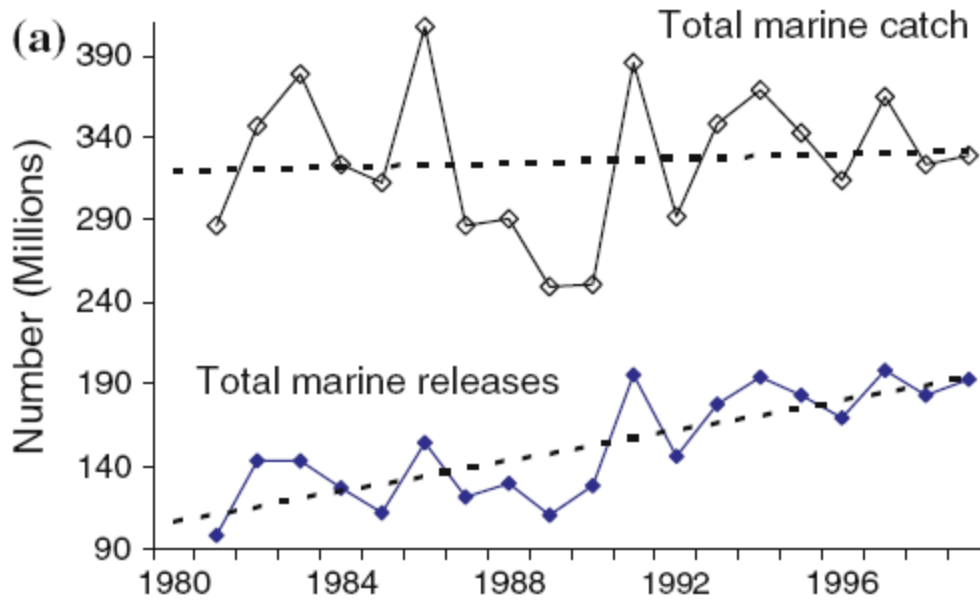 (a)
Total marine catch
390
340
290
240
190
140
90
Number (Millions)
Total marine releases
1980 1984 1988 1992 1996